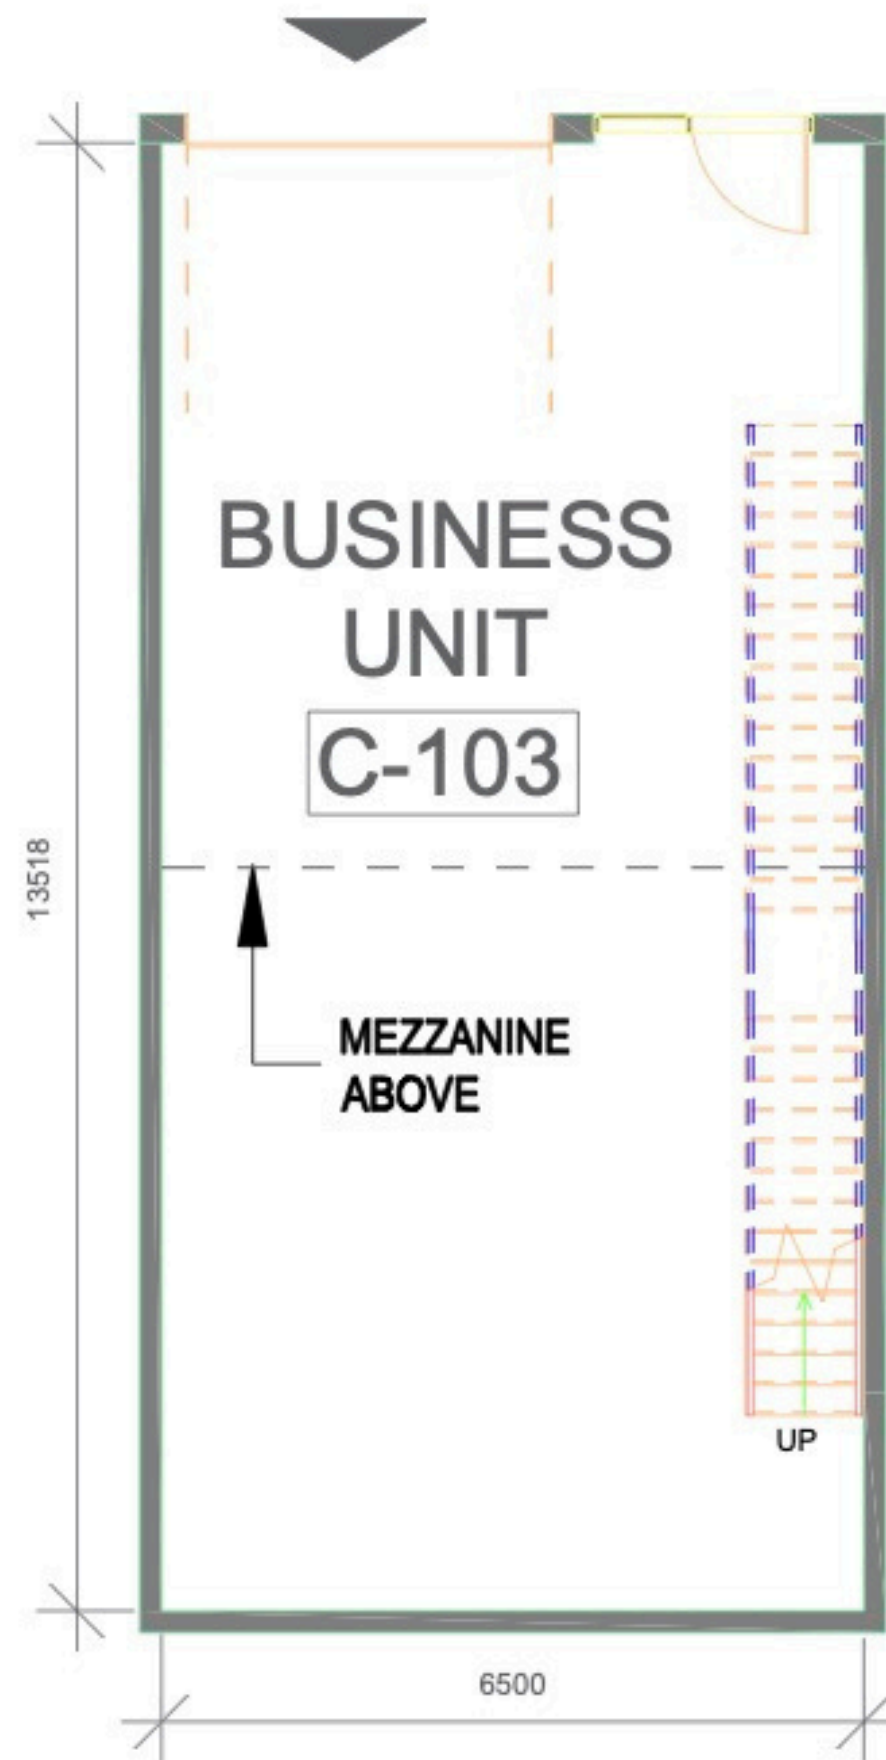 BUSINESS
UNIT
C-103
13518
MEZZANINE
ABOVE
UP
6500